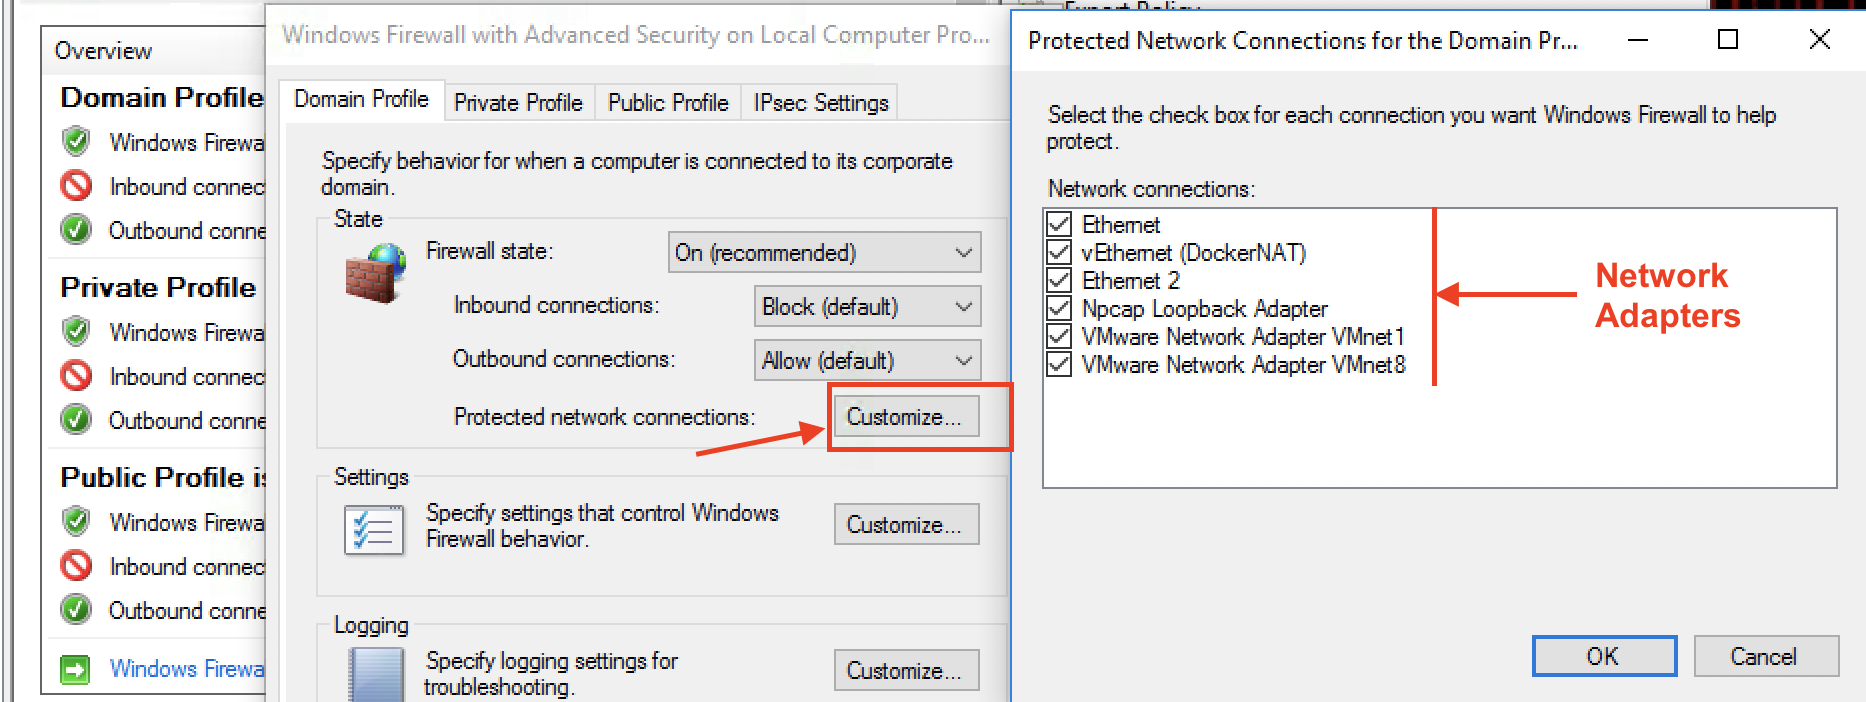 Overview
Domain Profile
Windows Firewa
Inbound connec
Outbound conne
Private Profile
Windows Firewa
Inbound connec
Outbound conne
Public Profile is
Windows Firewa
Inbound connec
Outbound conne
Windows Firewa
Windows Firewall with Advanced Security on Local Computer Pro...
Domain Profile
Private Profile
Public Profile
IPsec Settings
Specify behavior for when a computer is connected to its corporate
domain.
State
Firewall state:
On (recommended)
Inbound connections:
Block (default)
Outbound connections:
Allow (default)
Protected network connections:
Customize...
Settings
Specify settings that control Windows
Firewall behavior.
Customize...
Logging
Specify logging settings for
troubleshooting.
Customize...
Export Policy
Protected Network Connections for the Domain Pr...
Select the check box for each connection you want Windows Firewall to help
protect.
Network connections:
Ethernet
vEthernet (DockerNAT)
Ethernet 2
Npcap Loopback Adapter
VMware Network Adapter VMnet1
VMware Network Adapter VMnet8
Network
Adapters
OK
Cancel